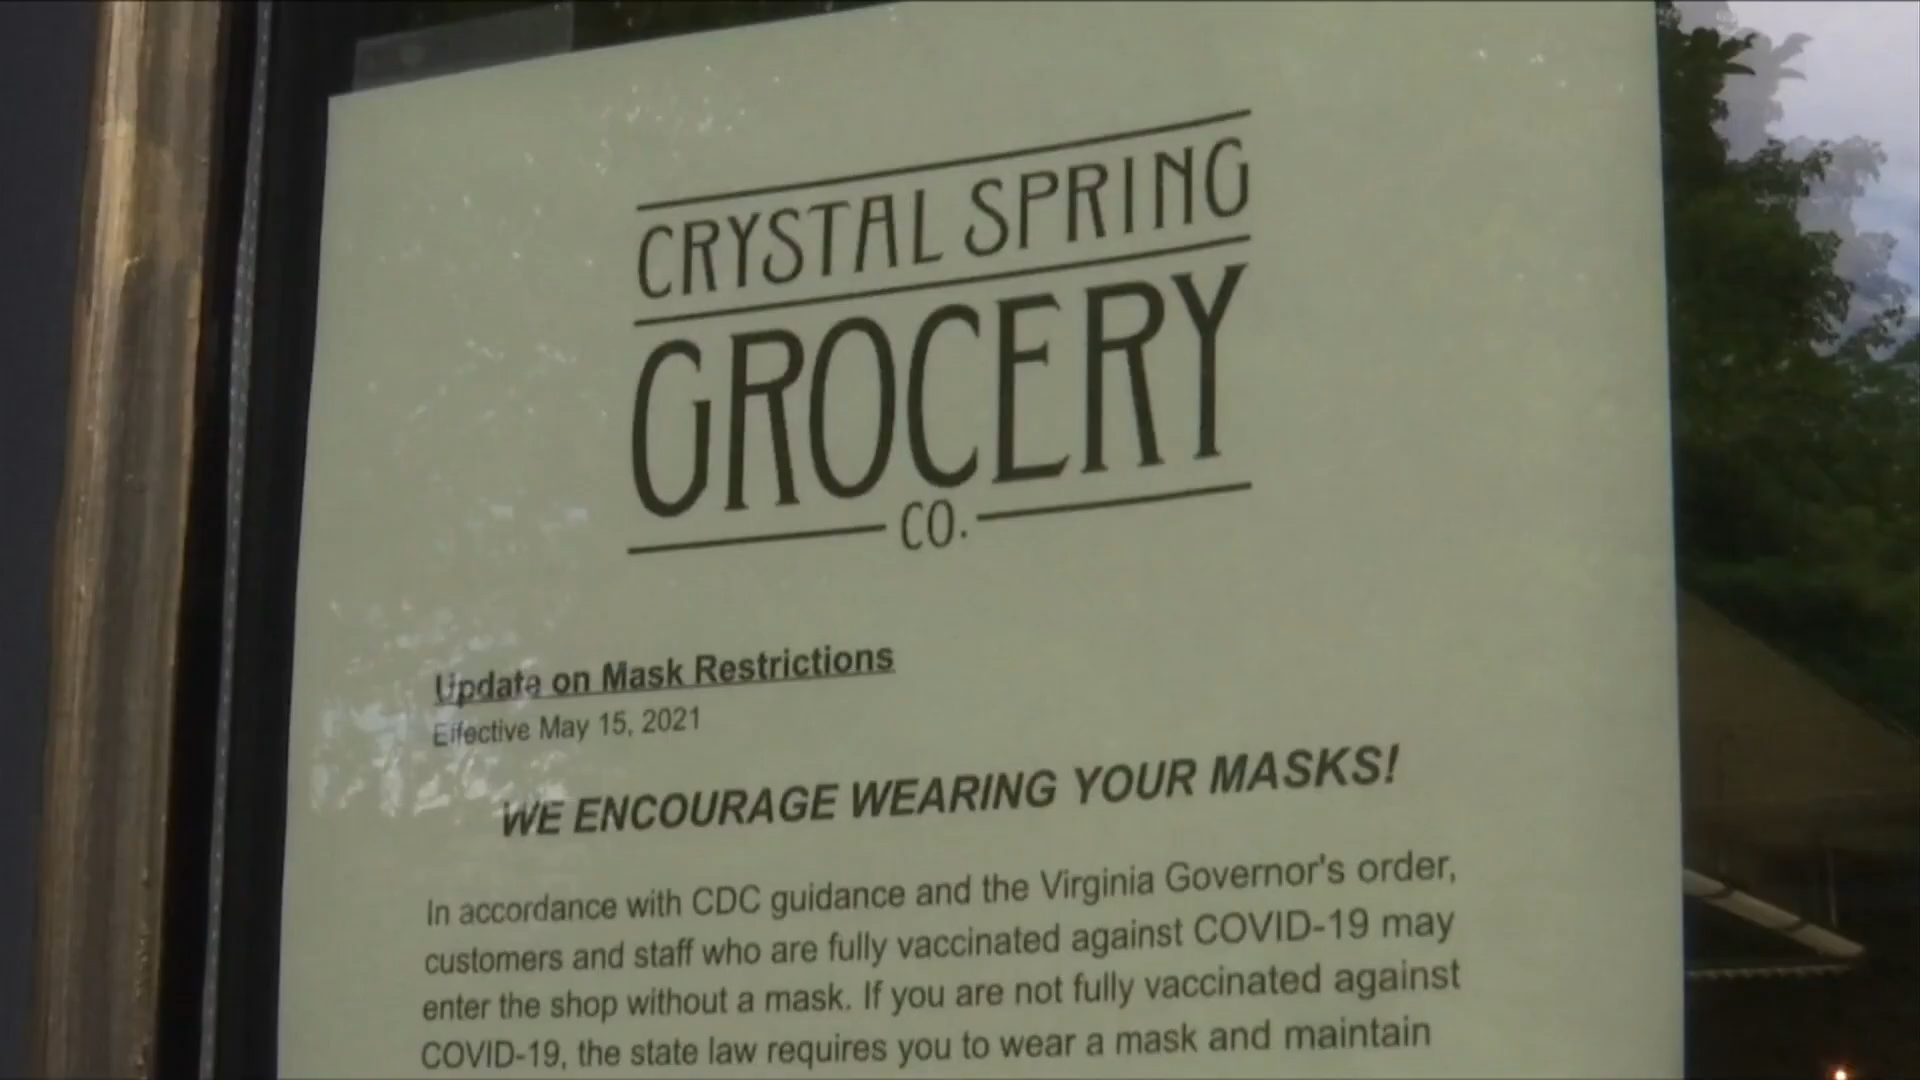 CRYSTAL SPRING
GROCERY
CO.
Update on Mask Restrictions
Effective May 15, 2021
WE ENCOURAGE WEARING YOUR MASKS!
In accordance with CDC guidance and the Virginia Governor's order,
customers and staff who are fully vaccinated against COVID-19 may
enter the shop without a mask. If you are not fully vaccinated against
COVID-19, the state law requires you to wear a mask and maintain